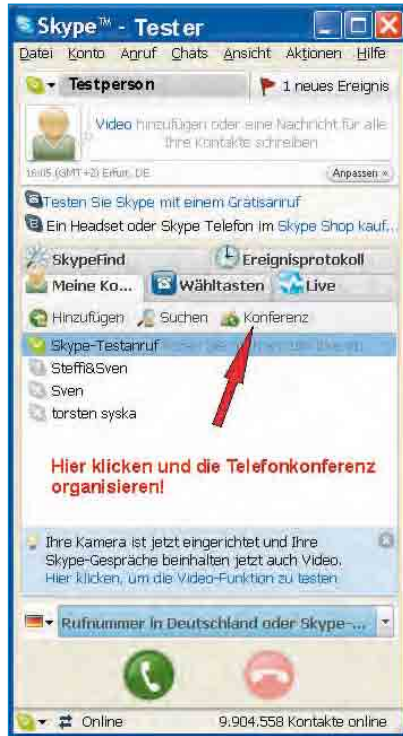 Skype™ - Tester
Datei Konto Anruf Chats Ansicht Aktionen Hilfe
Testperson
1 neues Ereignis
Video hinzufügen oder eine Nachricht für alle
Ihre Kontakte schreiben
16:05 (GMT+2) Erfurt, DE
Anpassen »
Testen Sie Skype mit einem Gratisanruf
Ein Headset oder Skype Telefon im Skype Shop kauf...
SkypeFind
Ereignisprotokoll
Meine Ko...
Wähltasten
Live
Hinzufügen
Suchen
Konferenz
Skype-Testanruf
Steffi&Sven
Sven
torsten syska
Hier klicken und die Telefonkonferenz
organisieren!
Ihre Kamera ist jetzt eingerichtet und Ihre
Skype-Gespräche beinhalten jetzt auch Video.
Hier klicken, um die Video-Funktion zu testen
Rufnummer in Deutschland oder Skype-...
Online
9.904.558 Kontakte online